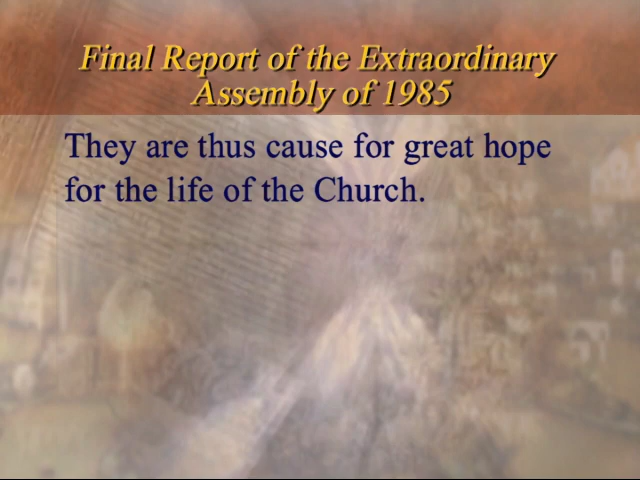 Final Report of the Extraordinary
Assembly of 1985
They are thus cause for great hope
for the life of the Church.